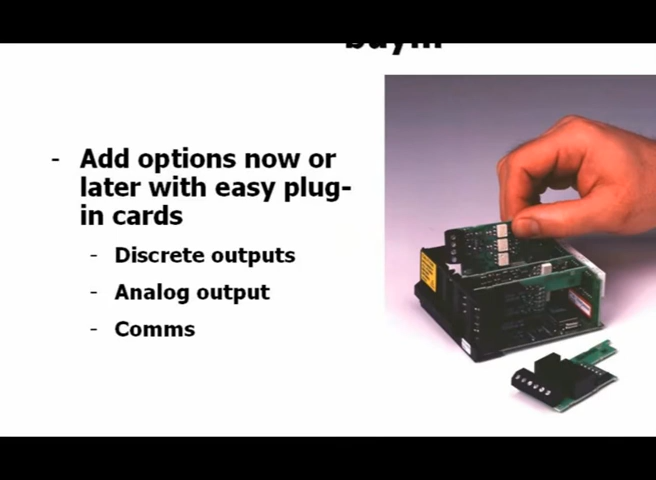 - Add options now or
later with easy plug-
in cards
- Discrete outputs
- Analog output
- Comms